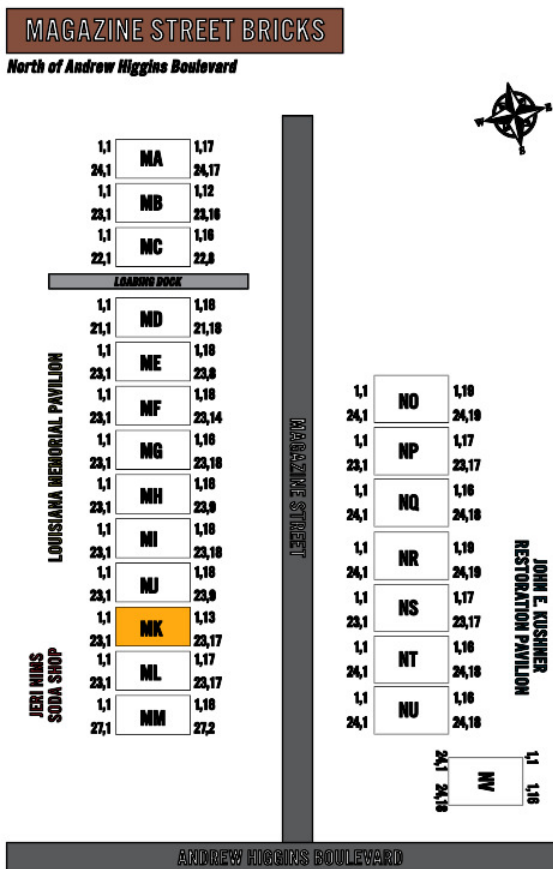 MAGAZINE STREET BRICKS
North of Andrew Higgins Boulevard
W
S
1,1 MA 1,17
24,1 24,17
1,1 MB 1,12
23,1 23,16
1,1 MC 1,16
22,1 22,8
LOADING DOCK
1,1 MD 1,18
21,1 21,18
1,1 ME 1,18
23,1 23,8
1,1 MF 1,18
23,1 23,14
1,1 MG 1,16
23,1 23,18
1,1 MH 1,18
23,1 23,9
1,1 MI 1,18
23,1 23,18
1,1 MJ 1,18
23,1 23,9
1,1 MK 1,13
23,1 23,17
1,1 ML 1,17
23,1 23,17
1,1 MM 1,18
27,1 27,2
LOUISIANA MEMORIAL PAVILION
JERI NIMS
SODA SHOP
MAGAZINE STREET
1,1 NO 1,19
24,1 24,19
1,1 NP 1,17
23,1 23,17
1,1 NQ 1,16
24,1 24,18
1,1 NR 1,19
24,1 24,19
1,1 NS 1,17
23,1 23,17
1,1 NT 1,16
24,1 24,18
1,1 NU 1,16
24,1 24,18
JOHN E. KUSHNER
RESTORATION PAVILION
1,1 NV 1,18
24,1 24,18
ANDREW HIGGINS BOULEVARD